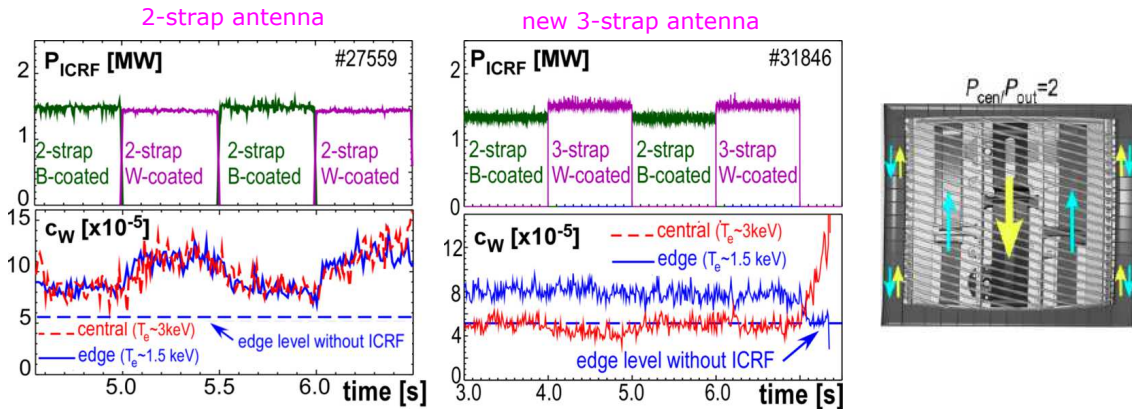 2-strap antenna
P_ICRF [MW] #27559
2
1
0
2-strap B-coated
2-strap W-coated
2-strap B-coated
2-strap W-coated
15
c_W [x10^-5]
10
5
0
central (T_e~3keV)
edge (T_e~1.5 keV)
edge level without ICRF
5.0 5.5 6.0 time [s]
new 3-strap antenna
P_ICRF [MW] #31846
2
1
0
2-strap B-coated
3-strap W-coated
2-strap B-coated
3-strap W-coated
c_W [x10^-5]
12
8
4
0
central (T_e~3keV)
edge (T_e~1.5 keV)
edge level without ICRF
3.0 4.0 5.0 6.0 time [s]
P_cen/P_out=2